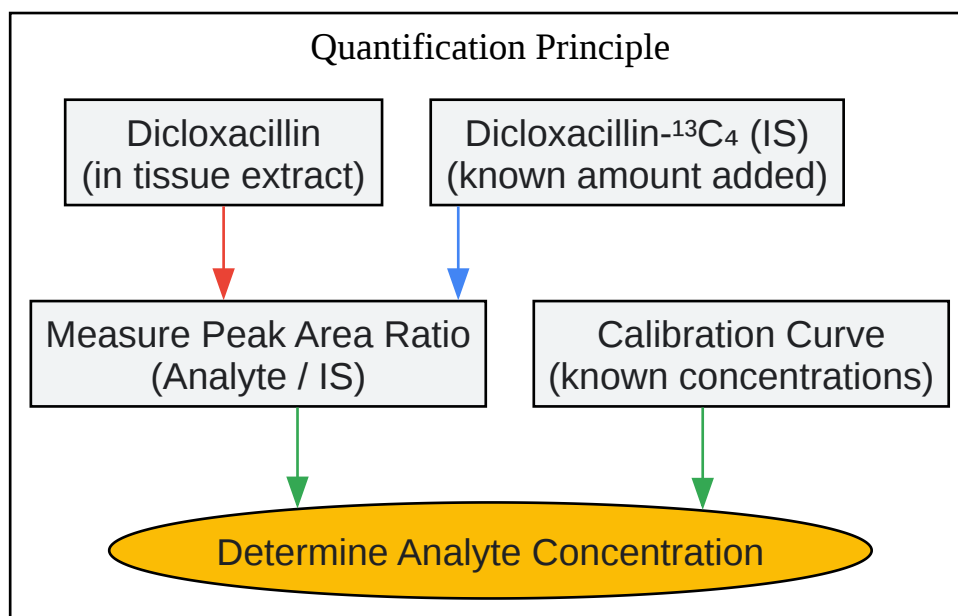 Quantification Principle
Dicloxacillin
(in tissue extract)
Dicloxacillin-¹³C₄ (IS)
(known amount added)
Measure Peak Area Ratio
(Analyte / IS)
Calibration Curve
(known concentrations)
Determine Analyte Concentration